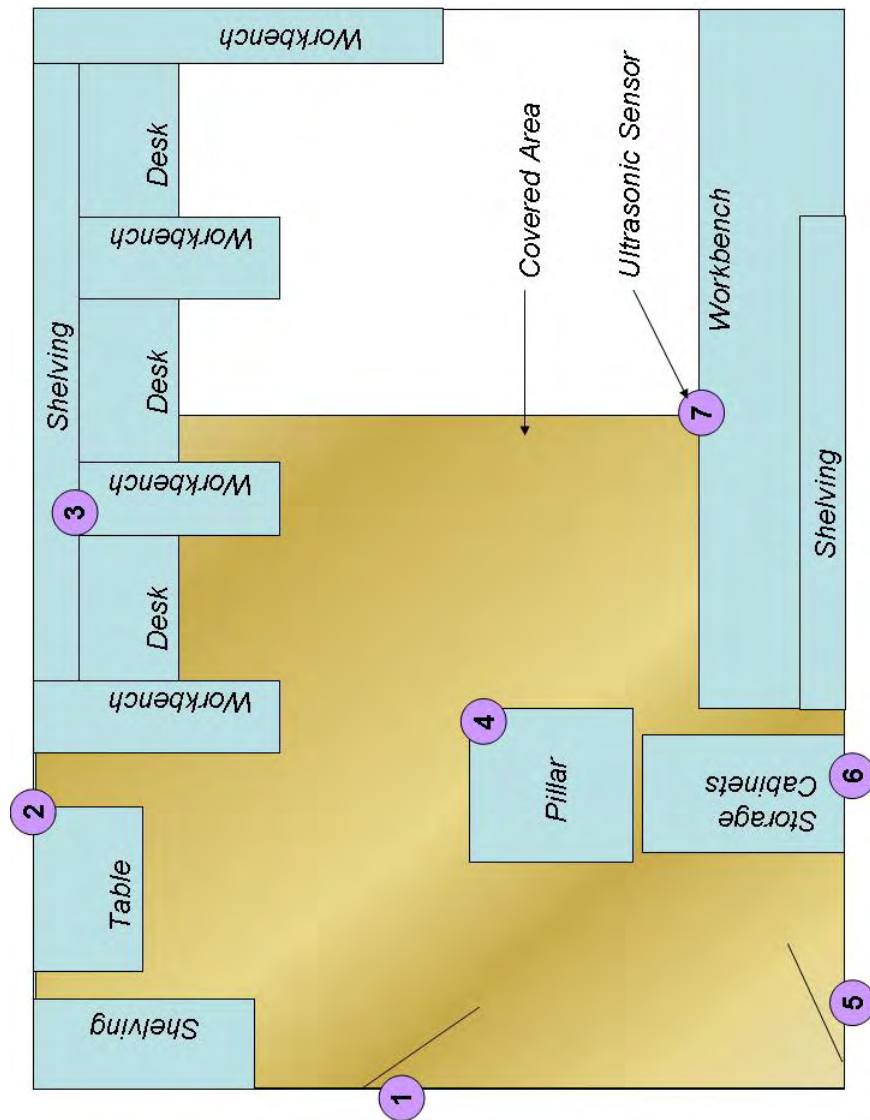 Workbench
Shelving
Desk
Workbench
Desk
Workbench
Desk
Workbench
Covered Area
Ultrasonic Sensor
Workbench
Shelving
3
7
2
Table
Shelving
4
Pillar
Storage
Cabinets
6
1
5